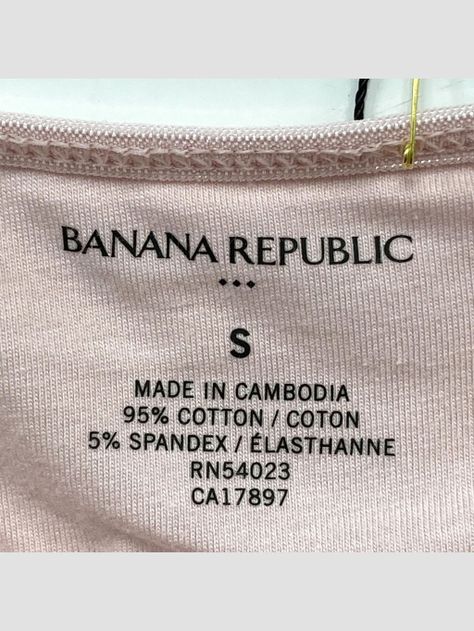 BANANA REPUBLIC
S
MADE IN CAMBODIA
95% COTTON / COTON
5% SPANDEX / ÉLASTHANNE
RN54023
CA17897